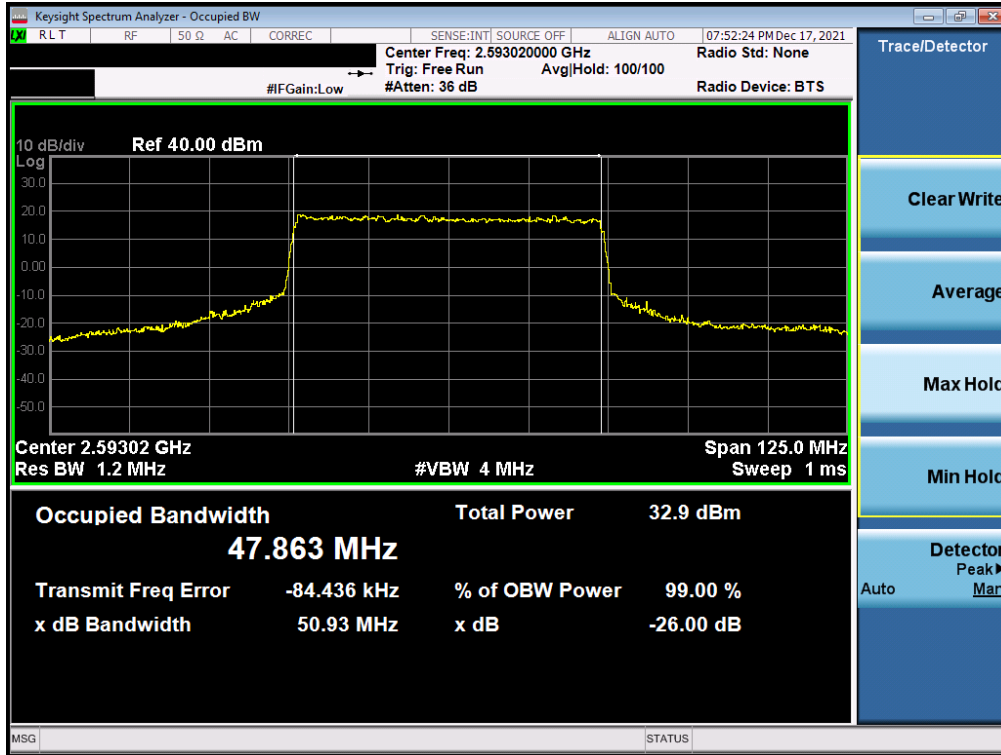 Keysight Spectrum Analyzer - Occupied BW
LXI RLT RF 50 Ω AC CORREC SENSE:INT SOURCE OFF ALIGN AUTO 07:52:24 PM Dec 17, 2021
Center Freq: 2.593020000 GHz Radio Std: None
Trig: Free Run Avg|Hold: 100/100
#IFGain:Low #Atten: 36 dB Radio Device: BTS
Trace/Detector
10 dB/div Ref 40.00 dBm
Log
30.0
20.0
10.0
0.00
-10.0
-20.0
-30.0
-40.0
-50.0
Center 2.59302 GHz Span 125.0 MHz
Res BW 1.2 MHz #VBW 4 MHz Sweep 1 ms
Occupied Bandwidth Total Power 32.9 dBm
47.863 MHz
Transmit Freq Error -84.436 kHz % of OBW Power 99.00 %
x dB Bandwidth 50.93 MHz x dB -26.00 dB
Clear Write
Average
Max Hold
Min Hold
Detector
Peak▶
Auto Man
MSG STATUS